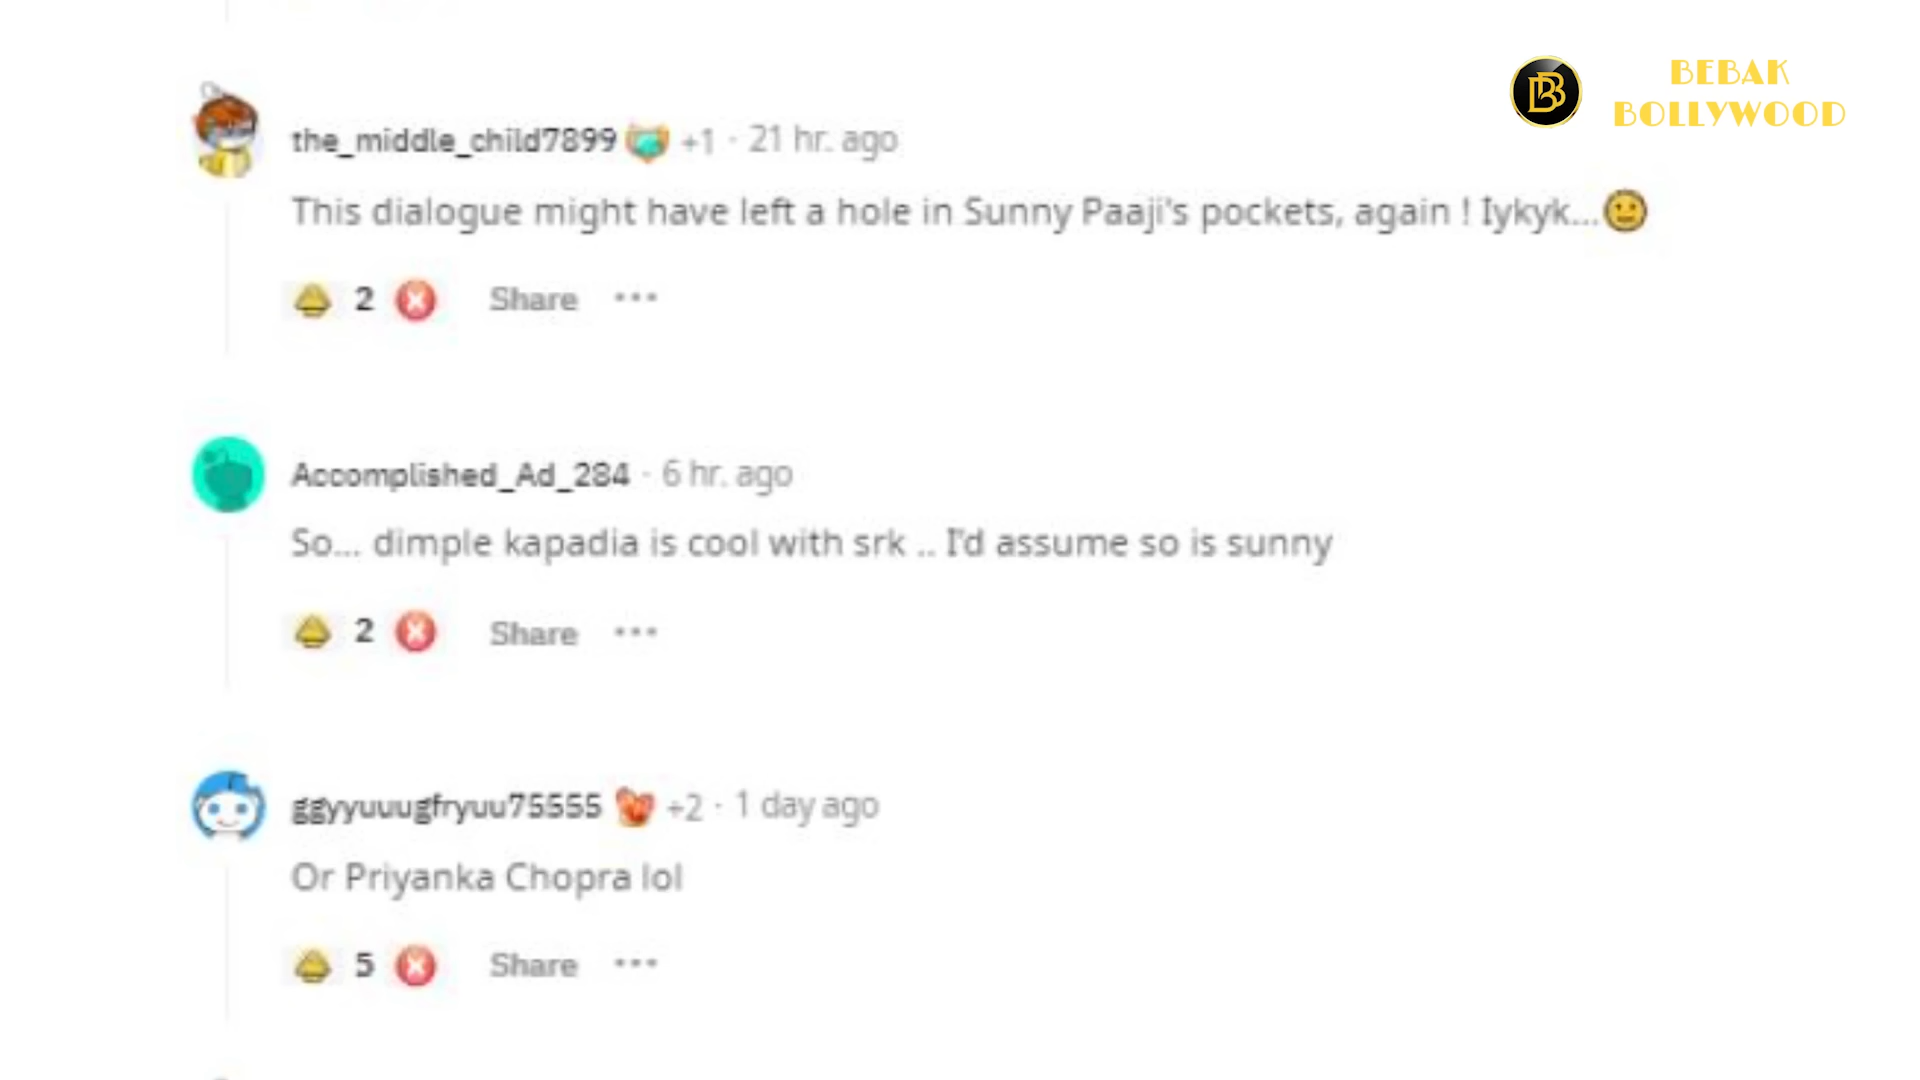 BEBAK
BOLLYWOOD
the_middle_child7899 +1 · 21 hr. ago
This dialogue might have left a hole in Sunny Paaji's pockets, again ! Iykyk...🙂
2 Share ...
Accomplished_Ad_284 · 6 hr. ago
So... dimple kapadia is cool with srk .. I'd assume so is sunny
2 Share ...
ggyyuuugfryuu75555 +2 · 1 day ago
Or Priyanka Chopra lol
5 Share ...